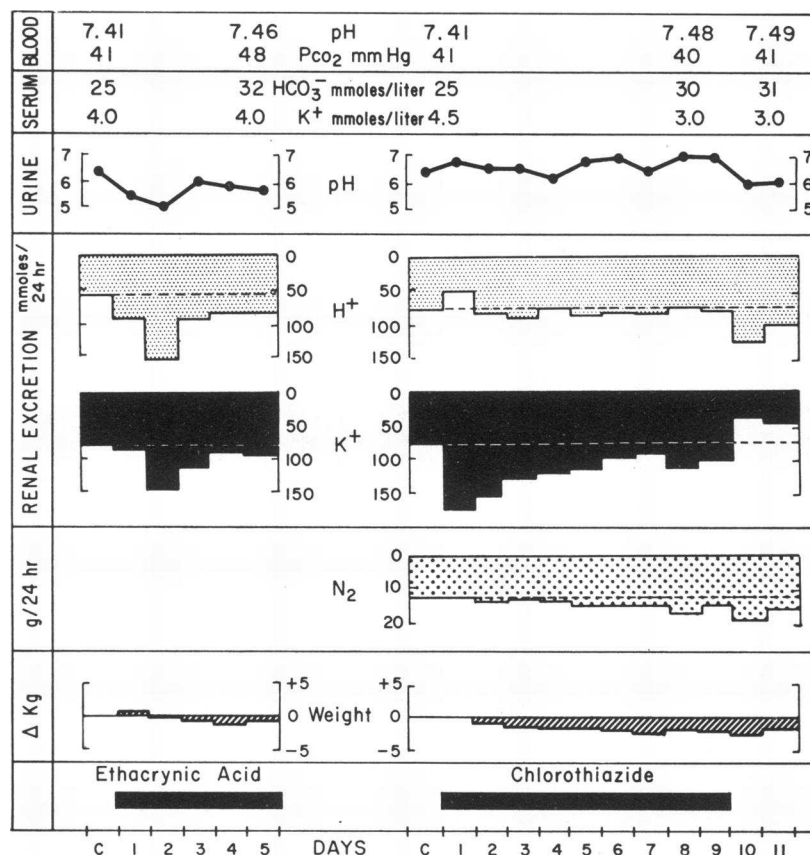 BLOOD
7.41 7.46 pH 7.41 7.48 7.49
41 48 Pco2 mm Hg 41 40 41
SERUM
25 32 HCO3− mmoles/liter 25 30 31
4.0 4.0 K+ mmoles/liter 4.5 3.0 3.0
URINE
7 7 7 7
6 6 pH 6 6
5 5 5 5
RENAL EXCRETION mmoles/24 hr
0 0
50 50
H+
100 100
150 150
0 0
50 50
K+
100 100
150 150
g/24 hr
0
N2 10
20
Δ Kg
+5 +5
0 Weight 0
−5 −5
Ethacrynic Acid Chlorothiazide
C 1 2 3 4 5 DAYS C 1 2 3 4 5 6 7 8 9 10 11